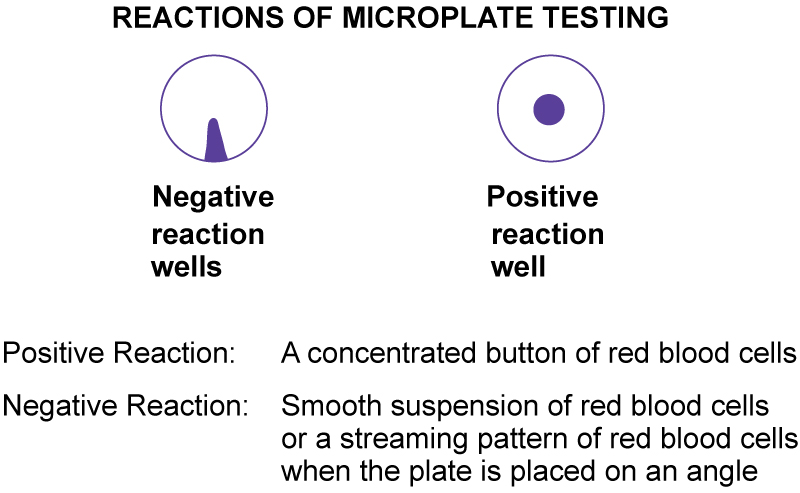 REACTIONS OF MICROPLATE TESTING
Negative
reaction
wells
Positive
reaction
well
Positive Reaction: A concentrated button of red blood cells
Negative Reaction: Smooth suspension of red blood cells
or a streaming pattern of red blood cells
when the plate is placed on an angle